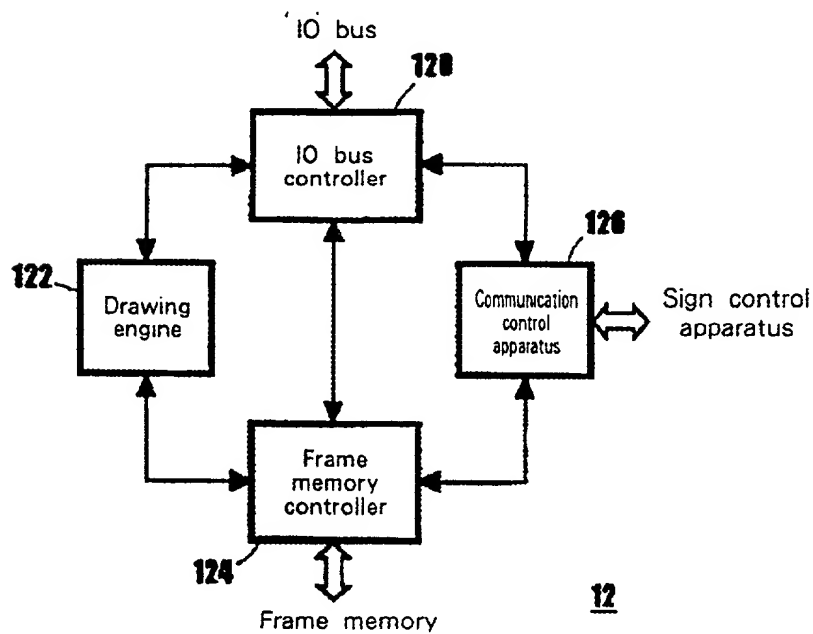 IO bus
120
IO bus
controller
126
122
Drawing
engine
Communication
control
apparatus
Sign control
apparatus
Frame
memory
controller
124
Frame memory
12